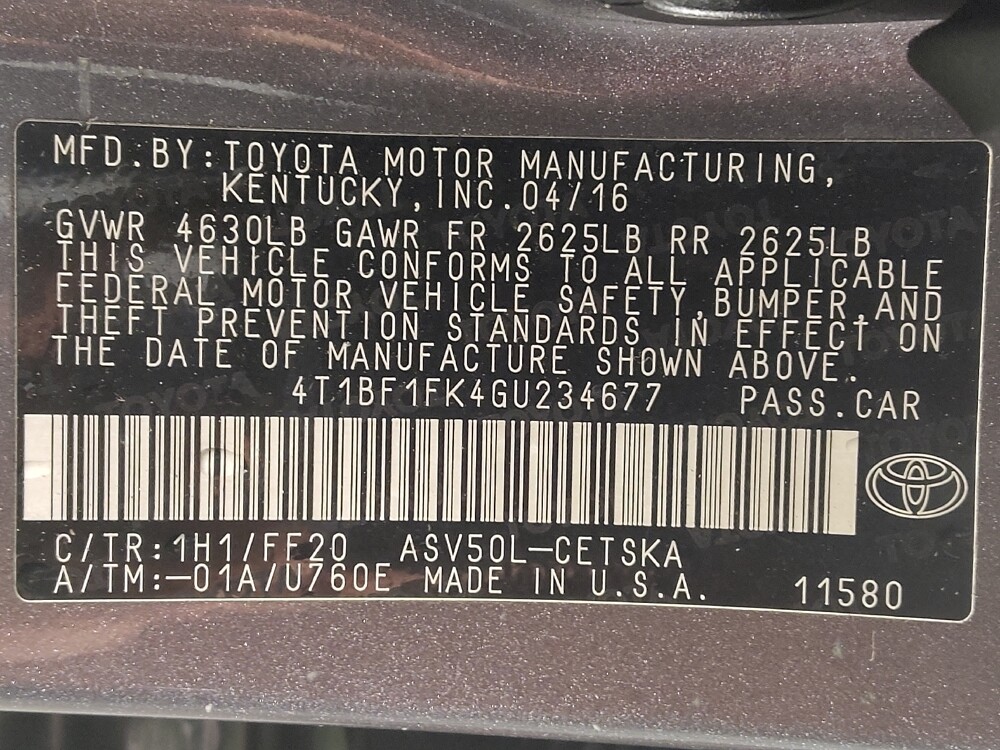 MFD.BY:TOYOTA MOTOR MANUFACTURING,
KENTUCKY, INC.04/16
GVWR 4630LB GAWR FR 2625LB RR 2625LB
THIS VEHICLE CONFORMS TO ALL APPLICABLE
FEDERAL MOTOR VEHICLE SAFETY,BUMPER,AND
THEFT PREVENTION STANDARDS IN EFFECT ON
THE DATE OF MANUFACTURE SHOWN ABOVE.
4T1BF1FK4GU234677 PASS.CAR
C/TR:1H1/FF20 ASV50L-CETSKA
A/TM:-01A/U760E MADE IN U.S.A. 11580